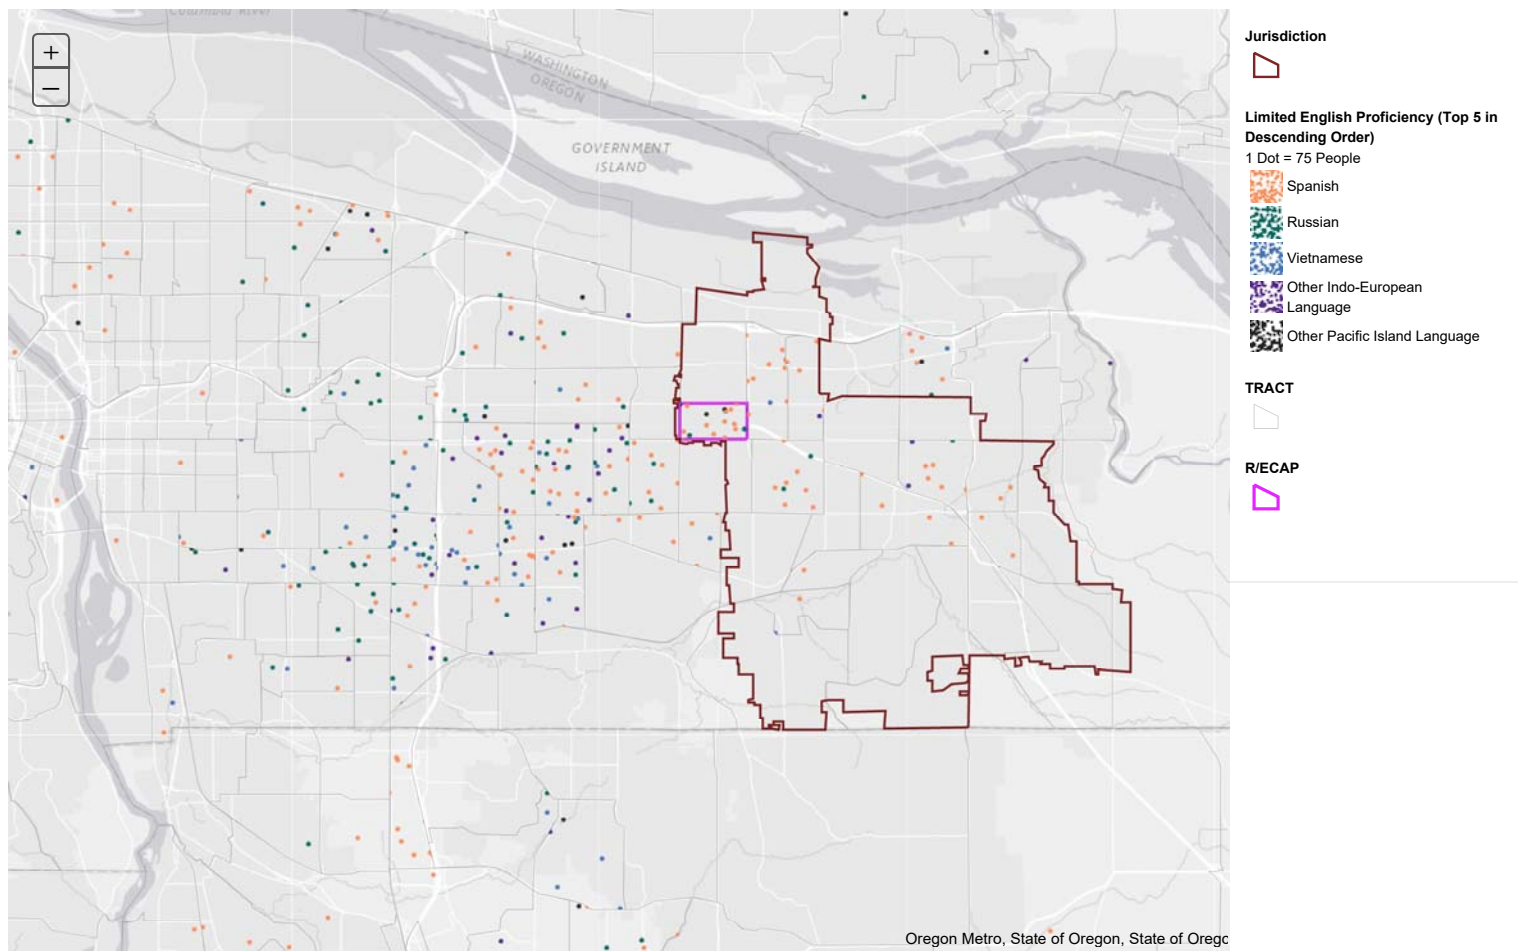 Columbia River
+
−
WASHINGTON
OREGON
GOVERNMENT
ISLAND
Oregon Metro, State of Oregon, State of Orego
Jurisdiction
Limited English Proficiency (Top 5 in
Descending Order)
1 Dot = 75 People
Spanish
Russian
Vietnamese
Other Indo-European
Language
Other Pacific Island Language
TRACT
R/ECAP